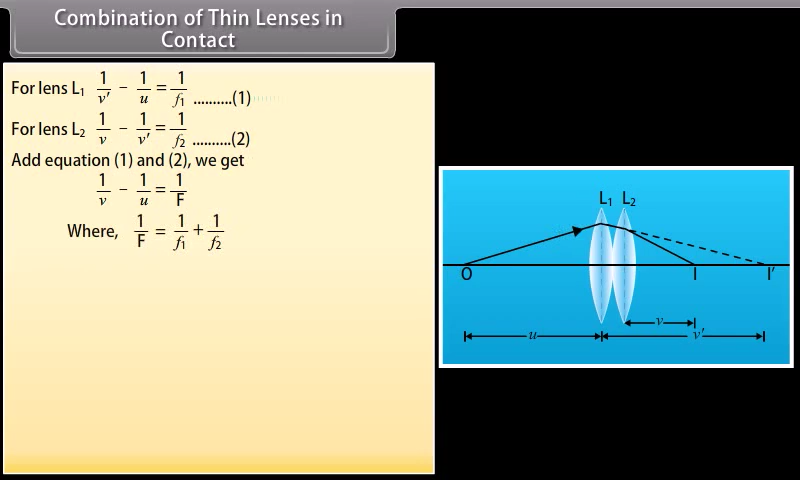 Combination of Thin Lenses in
Contact
For lens L₁ 1/v′ − 1/u = 1/f₁ ..........(1)
For lens L₂ 1/v − 1/v′ = 1/f₂ ..........(2)
Add equation (1) and (2), we get
1/v − 1/u = 1/F
Where, 1/F = 1/f₁ + 1/f₂
L₁ L₂
O I I′
v
u v′